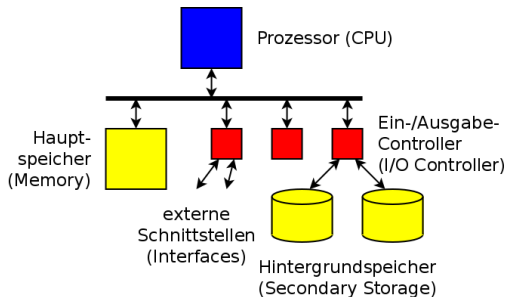 Prozessor (CPU)
Haupt-
speicher
(Memory)
Ein-/Ausgabe-
Controller
(I/O Controller)
externe
Schnittstellen
(Interfaces)
Hintergrundspeicher
(Secondary Storage)